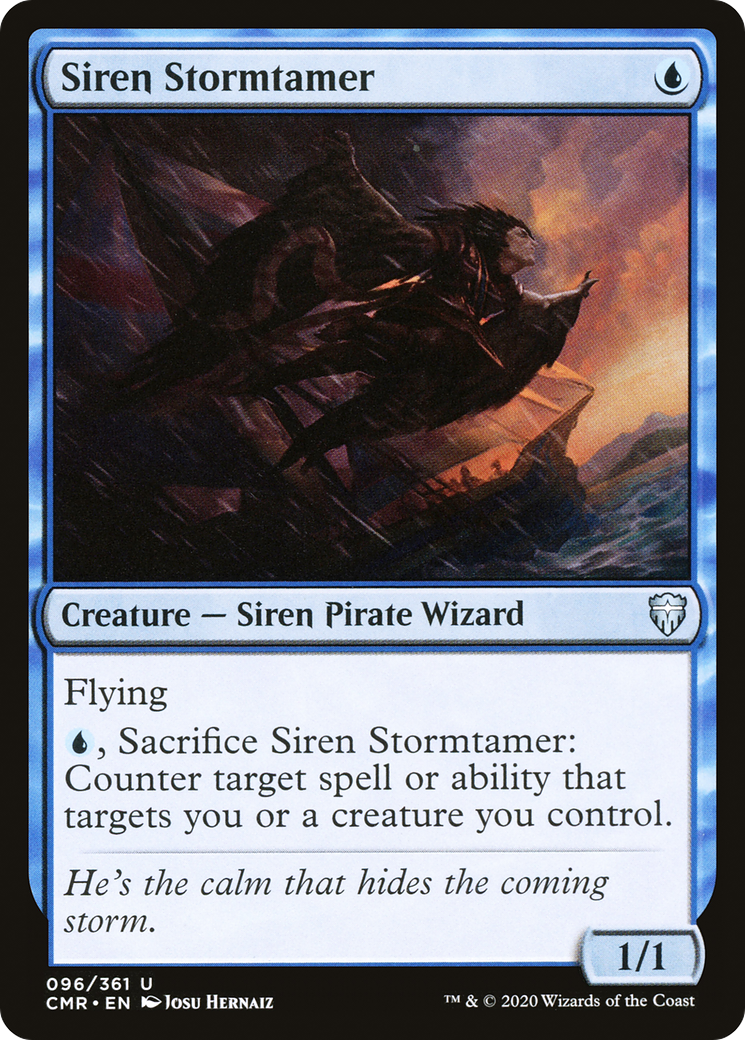 Siren Stormtamer
Creature — Siren Pirate Wizard
Flying
, Sacrifice Siren Stormtamer:
Counter target spell or ability that
targets you or a creature you control.
He's the calm that hides the coming
storm.
1/1
096/361 U
CMR • EN Josu Hernaiz
™ & © 2020 Wizards of the Coast